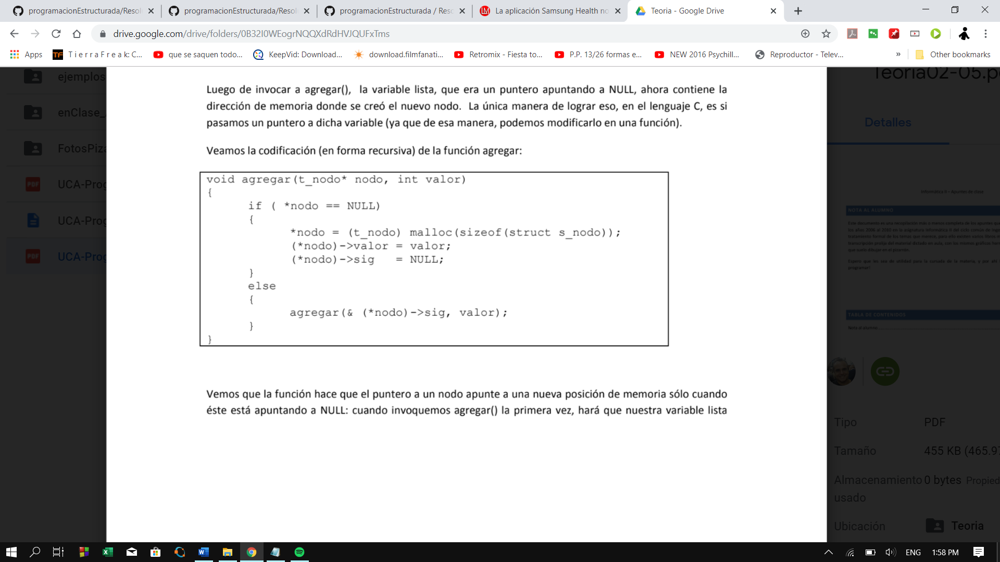 programacionEstructurada/Resol
programacionEstructurada/Resol
programacionEstructurada / Reso
La aplicación Samsung Health no
Teoria - Google Drive
drive.google.com/drive/folders/0B32I0WEogrNQQXdRdHVJQUFxTms
Apps
T i e r r a F r e a k: C...
que se saquen todo...
KeepVid: Download...
download.filmfanati...
Retromix - Fiesta to...
P.P. 13/26 formas e...
NEW 2016 Psychill...
Reproductor - Telev...
»
Other bookmarks
ejemplos
enClase_
FotosPiza
UCA-Prog
UCA-Prog
UCA-Prog
Luego de invocar a agregar(), la variable lista, que era un puntero apuntando a NULL, ahora contiene la
dirección de memoria donde se creó el nuevo nodo. La única manera de lograr eso, en el lenguaje C, es si
pasamos un puntero a dicha variable (ya que de esa manera, podemos modificarlo en una función).
Veamos la codificación (en forma recursiva) de la función agregar:
void agregar(t_nodo* nodo, int valor)
{
if ( *nodo == NULL)
{
*nodo = (t_nodo) malloc(sizeof(struct s_nodo));
(*nodo)->valor = valor;
(*nodo)->sig = NULL;
}
else
{
agregar(& (*nodo)->sig, valor);
}
}
Vemos que la función hace que el puntero a un nodo apunte a una nueva posición de memoria sólo cuando
éste está apuntando a NULL: cuando invoquemos agregar() la primera vez, hará que nuestra variable lista
Teoria02-05.p
Detalles
Informática II – Apuntes de clase
NOTA AL ALUMNO
TABLA DE CONTENIDOS
Nota al alumno
Tipo PDF
Tamaño 455 KB (465.97
Almacenamiento 0 bytes Propied
usado
Ubicación Teoria
ENG
1:58 PM